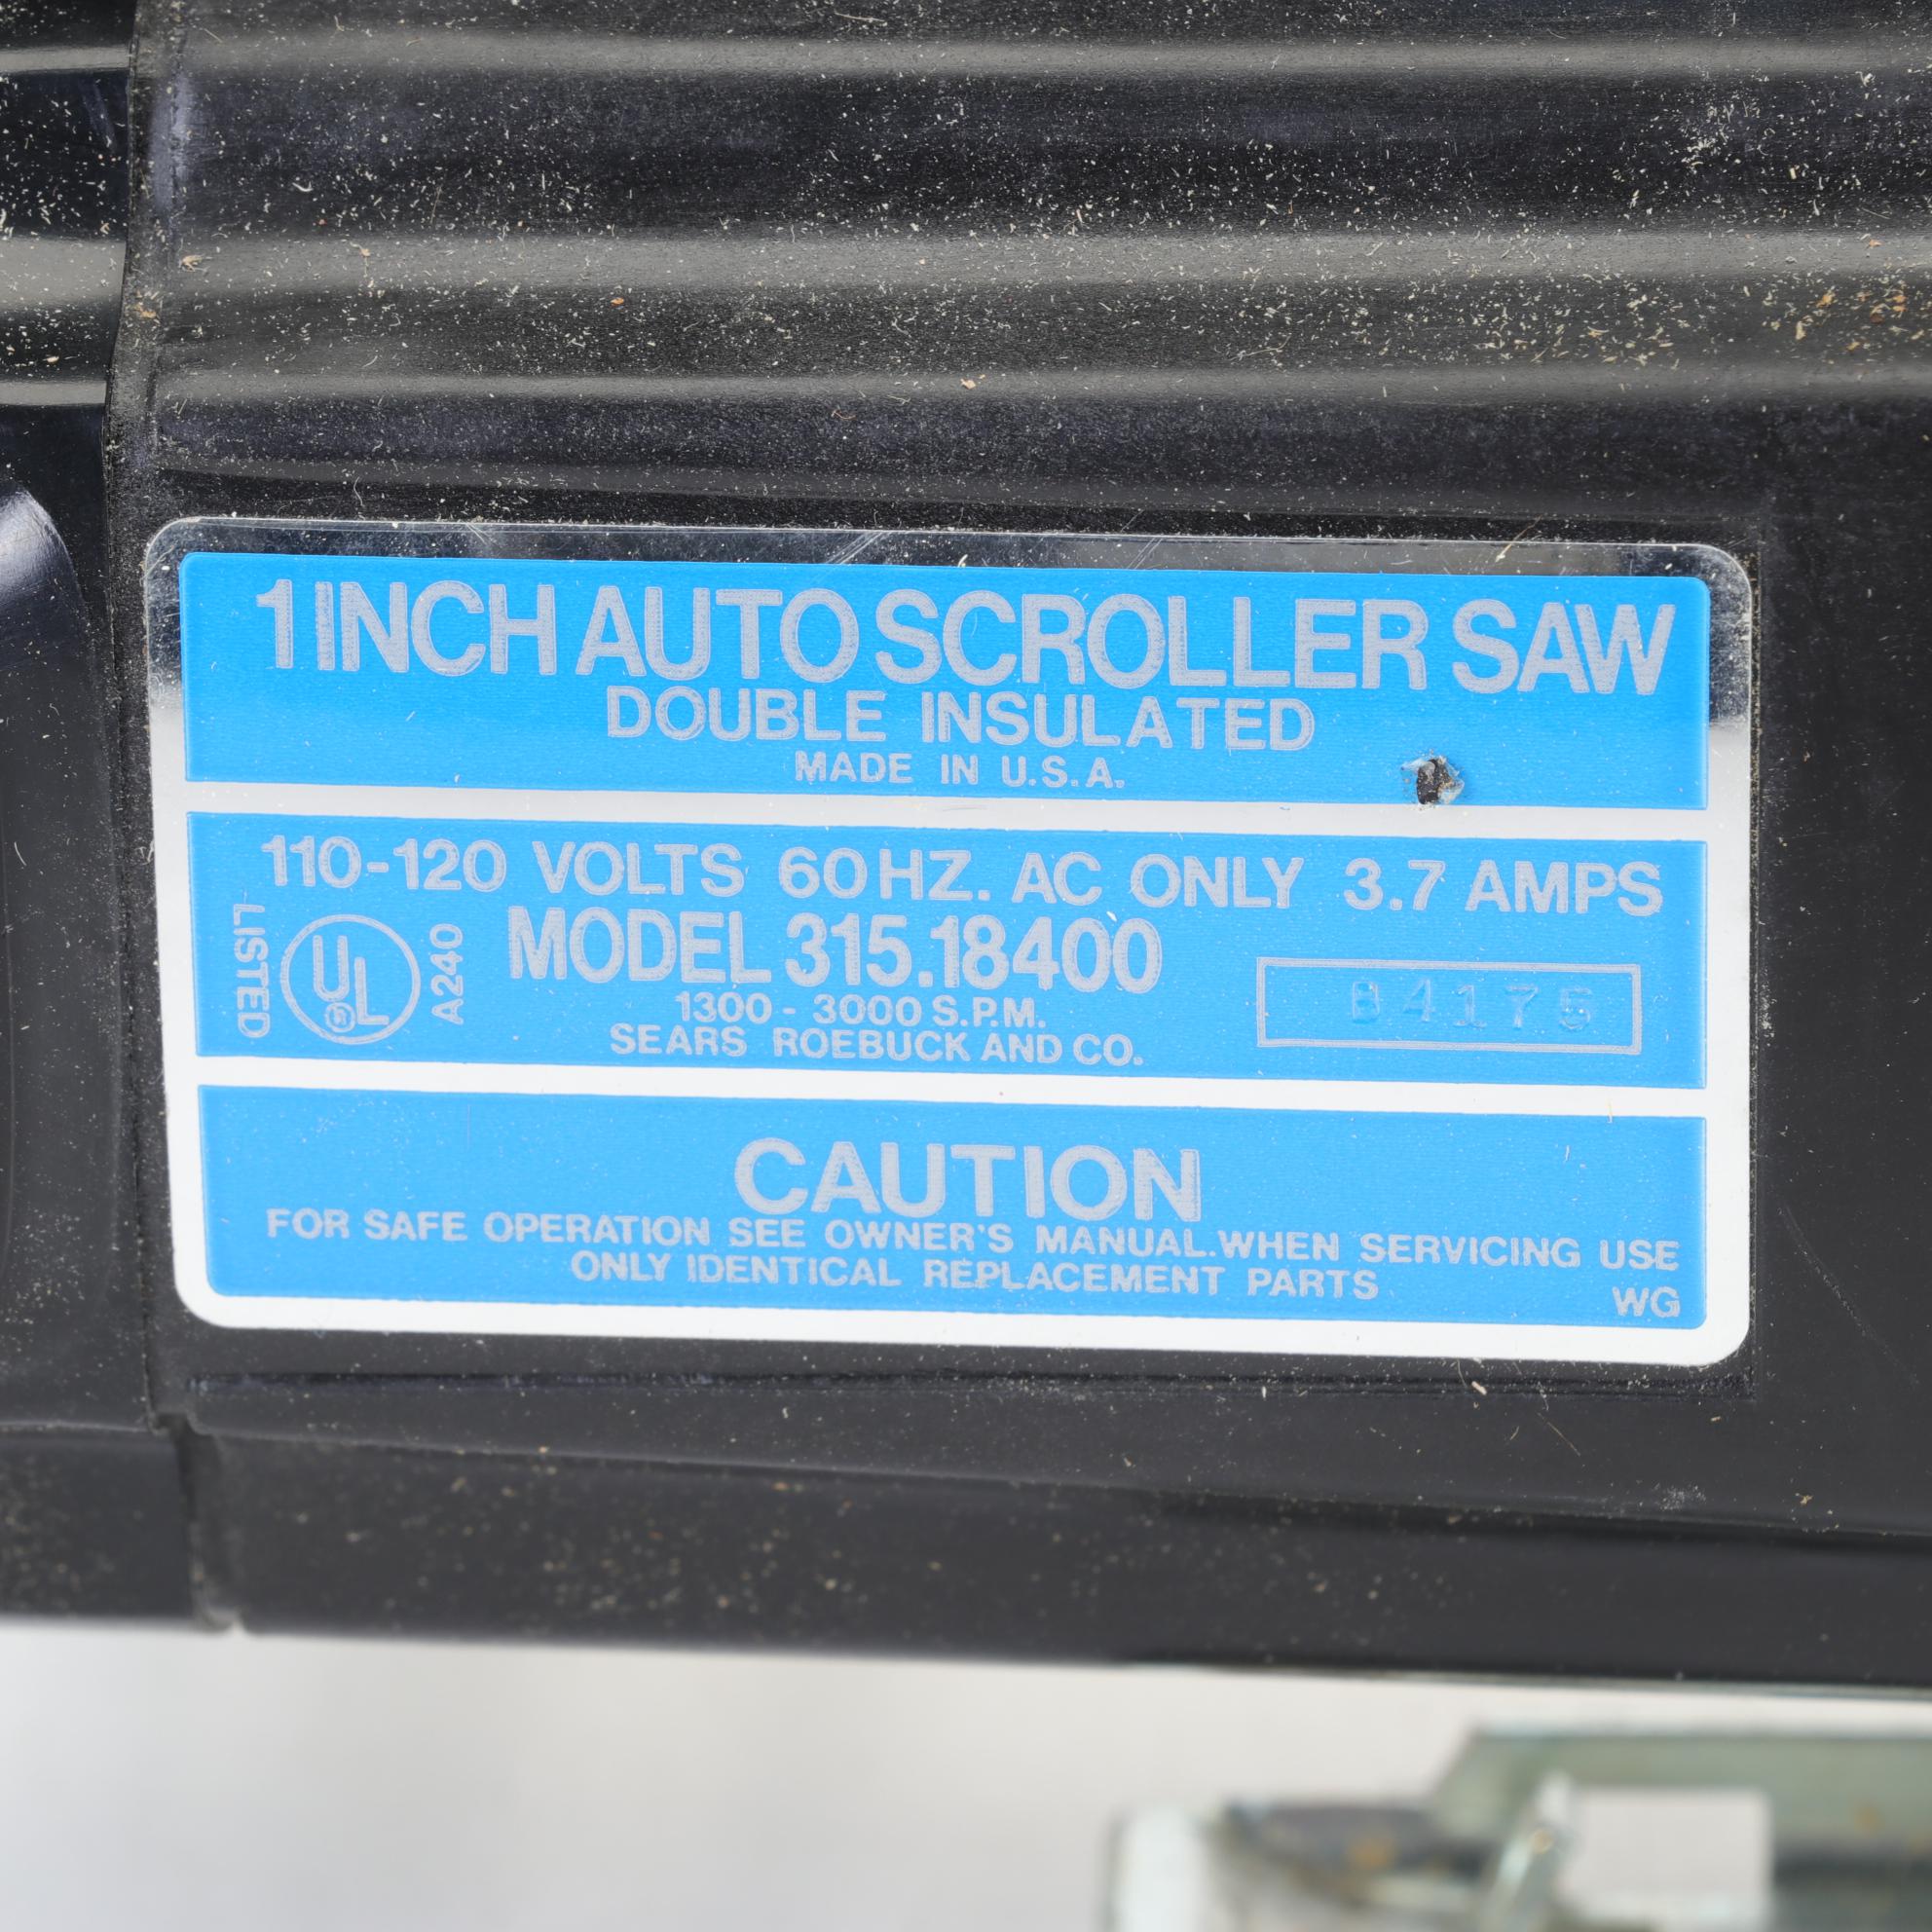 1 INCH AUTO SCROLLER SAW
DOUBLE INSULATED
MADE IN U.S.A.
110-120 VOLTS 60HZ. AC ONLY 3.7 AMPS
LISTED
UL
®
A240
MODEL 315.18400
1300 - 3000 S.P.M.
SEARS ROEBUCK AND CO.
B4175
CAUTION
FOR SAFE OPERATION SEE OWNER'S MANUAL.WHEN SERVICING USE
ONLY IDENTICAL REPLACEMENT PARTS
WG